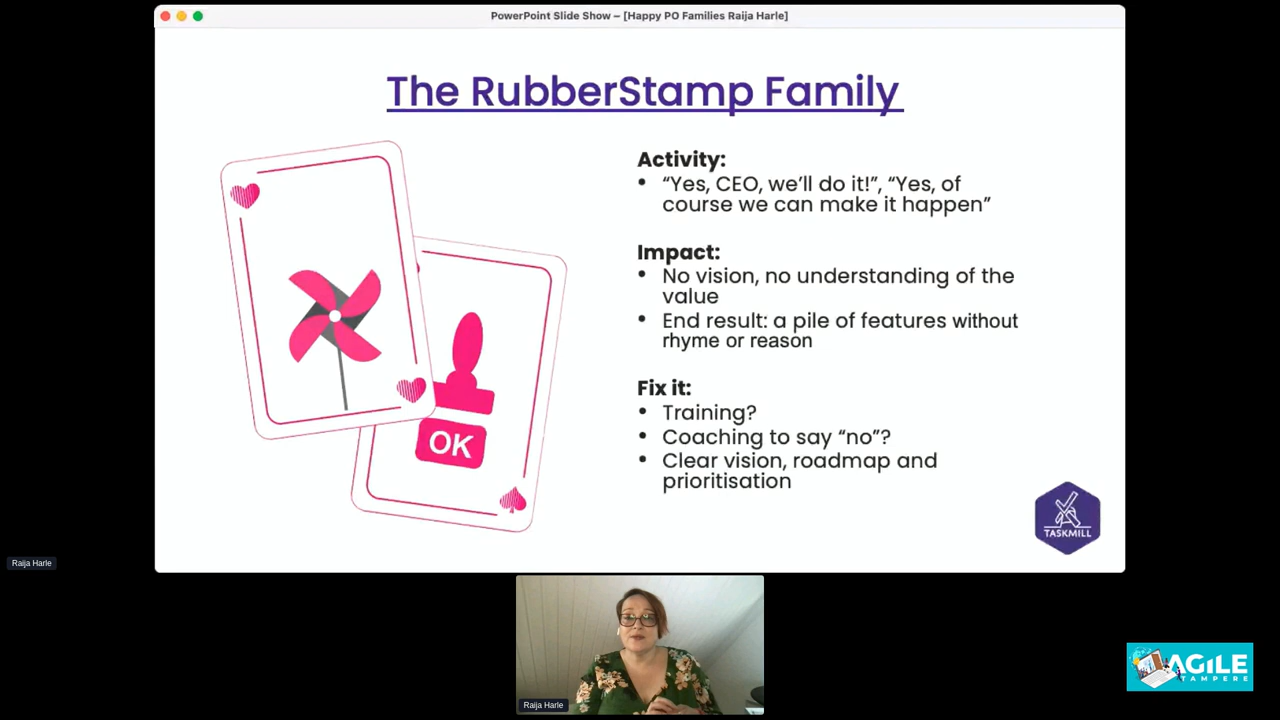 PowerPoint Slide Show – [Happy PO Families Raija Harle]
The RubberStamp Family
Activity:
• “Yes, CEO, we’ll do it!”, “Yes, of
course we can make it happen”
Impact:
• No vision, no understanding of the
value
• End result: a pile of features without
rhyme or reason
Fix it:
• Training?
• Coaching to say “no”?
• Clear vision, roadmap and
prioritisation
OK
TASKMILL
Raija Harle
Raija Harle
AGILE
TAMPERE